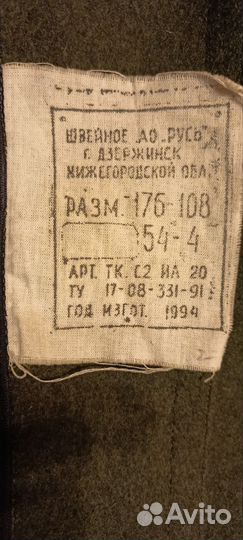 ШВЕЙНОЕ АО „РУСЬ"
г. ДЗЕРЖИНСК
НИЖЕГОРОДСКОЙ ОБЛ.
РАЗМ. 176-108
54-4
АРТ. ТК. С2 ИА 20
ТУ 17-08-331-91
ГОД ИЗГОТ. 1994
2
Avito